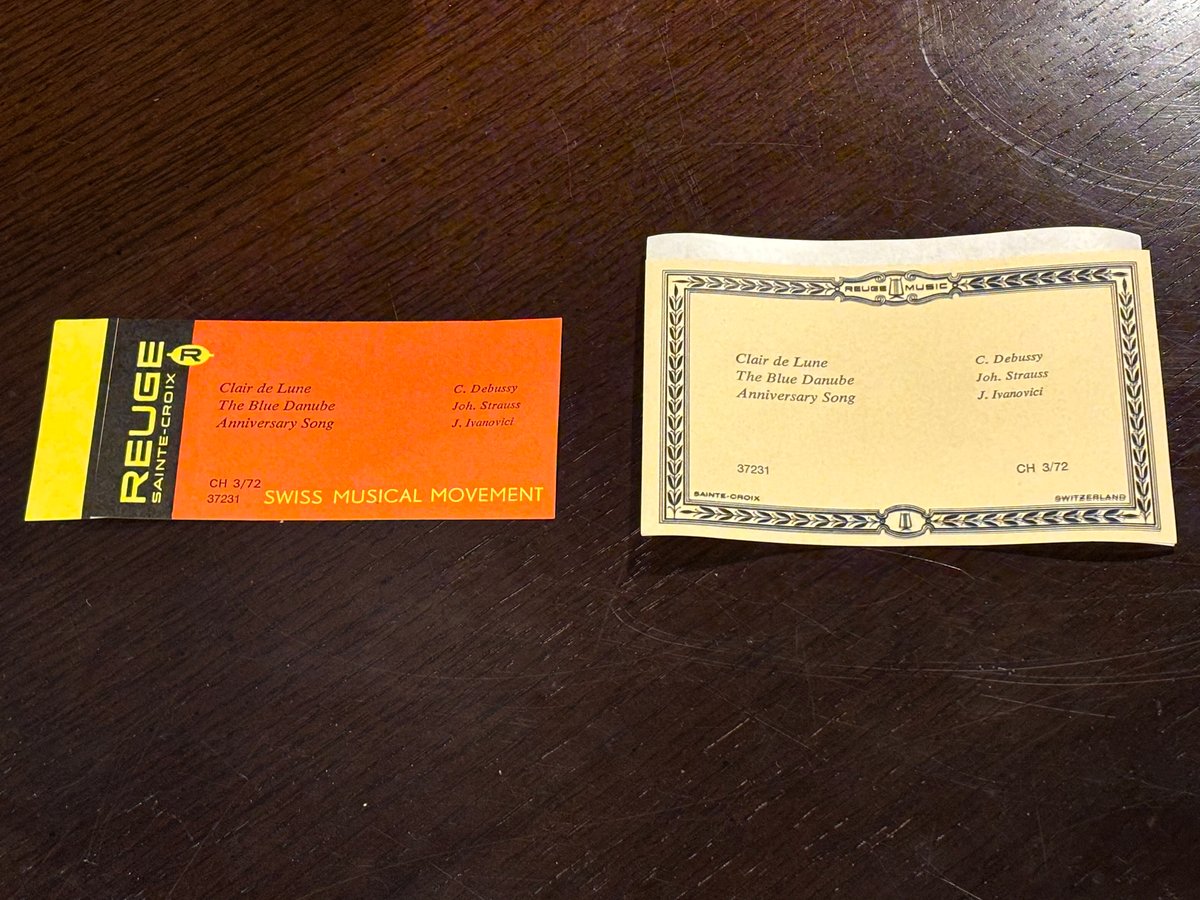 REUGE
SAINTE-CROIX
R
Clair de Lune C. Debussy
The Blue Danube Joh. Strauss
Anniversary Song J. Ivanovici
CH 3/72
37231 SWISS MUSICAL MOVEMENT
REUGE MUSIC
Clair de Lune C. Debussy
The Blue Danube Joh. Strauss
Anniversary Song J. Ivanovici
37231 CH 3/72
SAINTE-CROIX SWITZERLAND